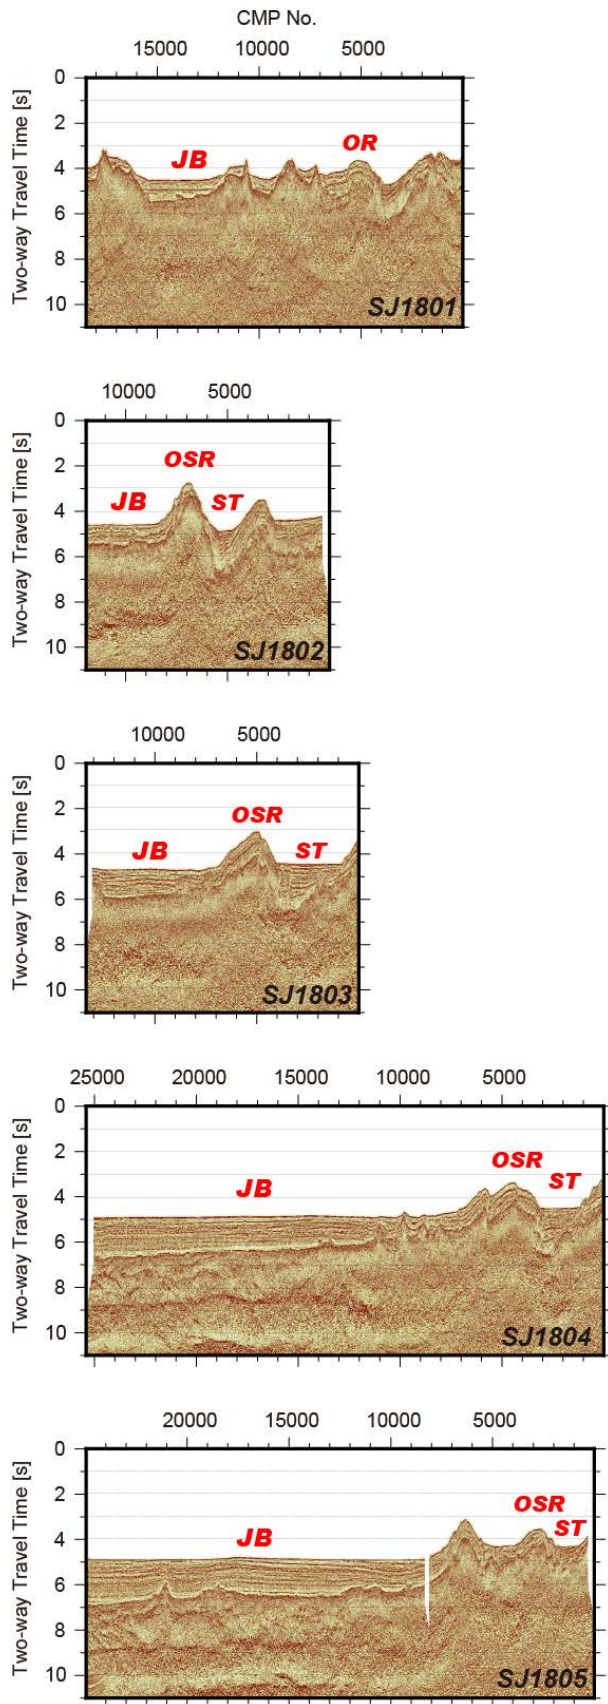 CMP No.
15000 10000 5000
0
2
4
6
8
10
Two-way Travel Time [s]
JB
OR
SJ1801
10000 5000
0
2
4
6
8
10
Two-way Travel Time [s]
OSR
JB
ST
SJ1802
10000 5000
0
2
4
6
8
10
Two-way Travel Time [s]
OSR
JB
ST
SJ1803
25000 20000 15000 10000 5000
0
2
4
6
8
10
Two-way Travel Time [s]
OSR
JB
ST
SJ1804
20000 15000 10000 5000
0
2
4
6
8
10
Two-way Travel Time [s]
OSR
JB
ST
SJ1805